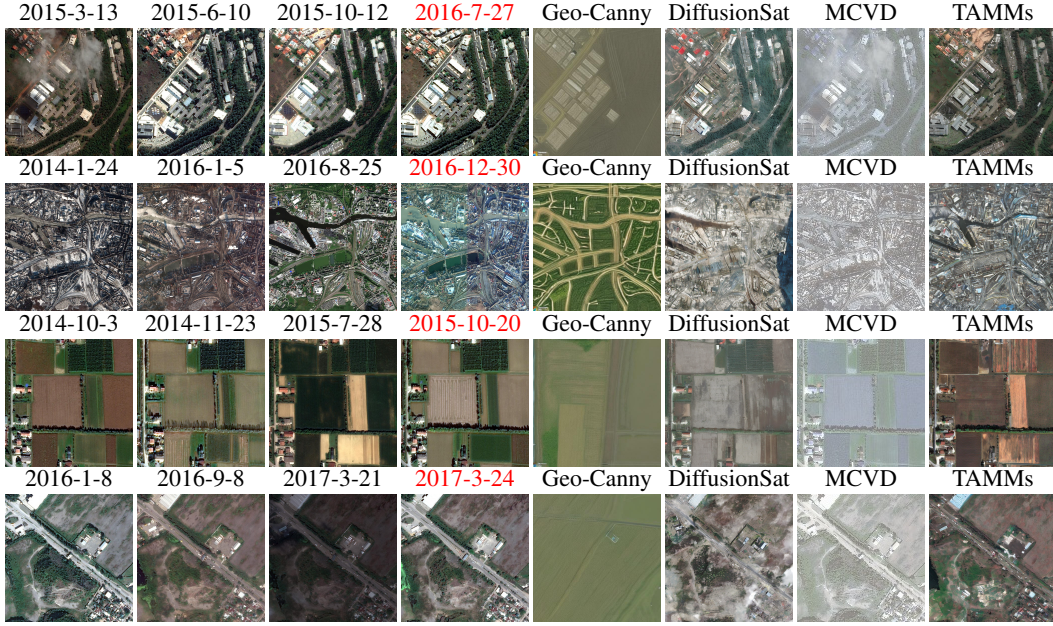 2015-3-13 2015-6-10 2015-10-12 2016-7-27 Geo-Canny DiffusionSat MCVD TAMMs
2014-1-24 2016-1-5 2016-8-25 2016-12-30 Geo-Canny DiffusionSat MCVD TAMMs
2014-10-3 2014-11-23 2015-7-28 2015-10-20 Geo-Canny DiffusionSat MCVD TAMMs
2016-1-8 2016-9-8 2017-3-21 2017-3-24 Geo-Canny DiffusionSat MCVD TAMMs